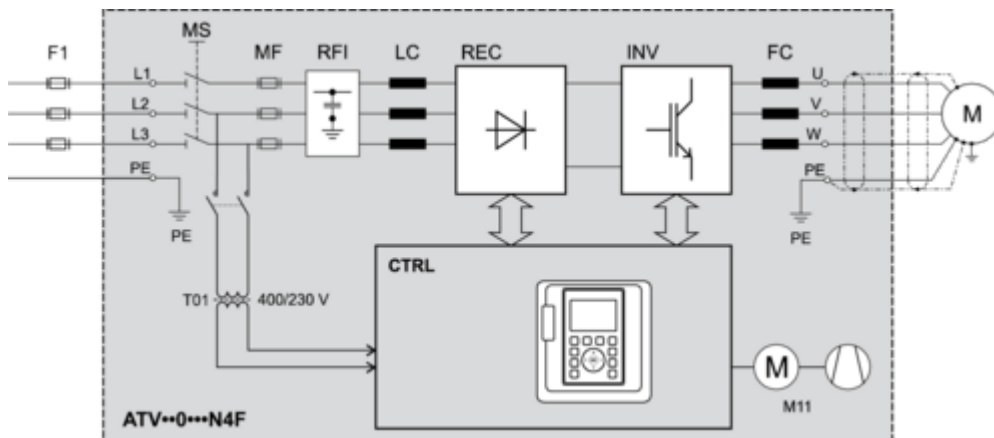 MS
F1 MF RFI LC REC INV FC
L1 U
L2 V M
L3 W
PE PE
PE PE
CTRL
T01 400/230 V
M
M11
ATV••0•••N4F